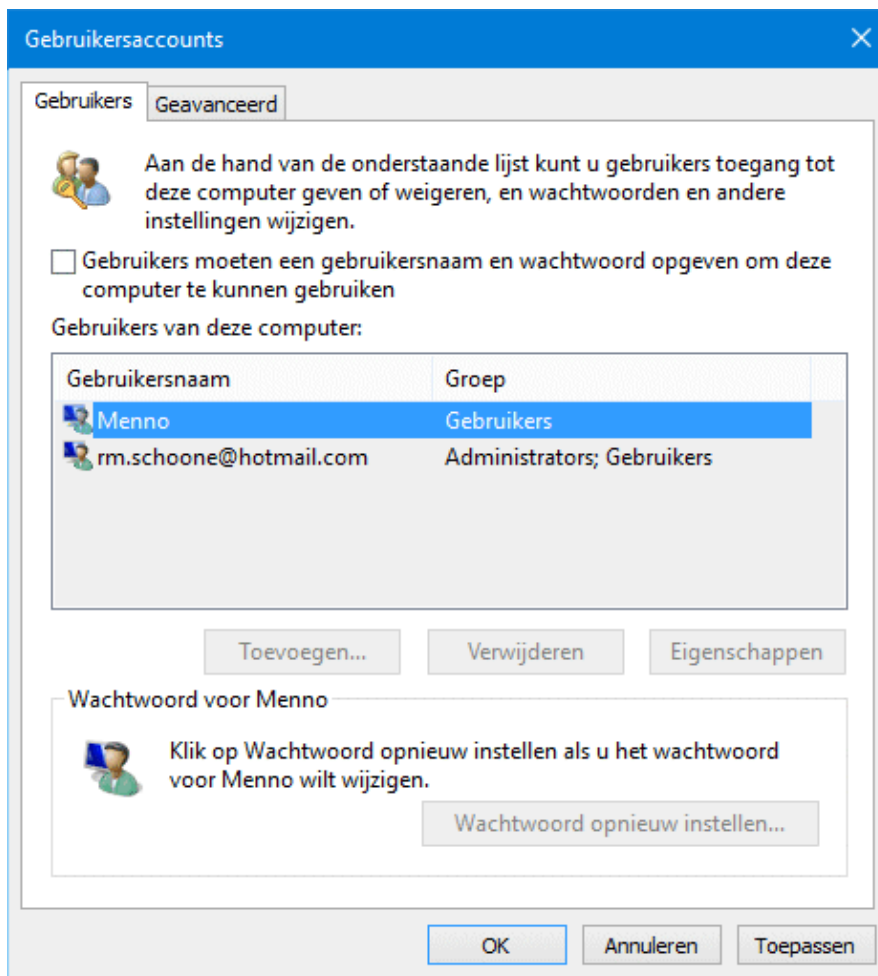 Gebruikersaccounts
Gebruikers Geavanceerd
Aan de hand van de onderstaande lijst kunt u gebruikers toegang tot
deze computer geven of weigeren, en wachtwoorden en andere
instellingen wijzigen.
Gebruikers moeten een gebruikersnaam en wachtwoord opgeven om deze
computer te kunnen gebruiken
Gebruikers van deze computer:
Gebruikersnaam Groep
Menno Gebruikers
rm.schoone@hotmail.com Administrators; Gebruikers
Toevoegen... Verwijderen Eigenschappen
Wachtwoord voor Menno
Klik op Wachtwoord opnieuw instellen als u het wachtwoord
voor Menno wilt wijzigen.
Wachtwoord opnieuw instellen...
OK Annuleren Toepassen